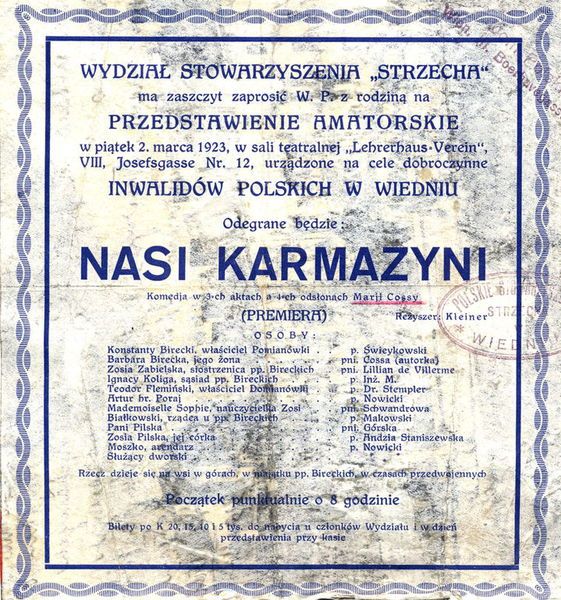 WYDZIAŁ STOWARZYSZENIA „STRZECHA"
ma zaszczyt zaprosić W. P. z rodziną na
PRZEDSTAWIENIE AMATORSKIE
w piątek 2. marca 1923, w sali teatralnej „Lehrerhaus-Verein",
VIII, Josefsgasse Nr. 12, urządzone na cele dobroczynne
INWALIDÓW POLSKICH W WIEDNIU
Odegrane będzie:
NASI KARMAZYNI
Komedja w 3-ch aktach a 4-ch odsłonach Marji Cossy
(PREMIERA) Reżyser: Kleiner
OSOBY:
Konstanty Birecki, właściciel Pomianówki . p. Świeykowski
Barbara Birecka, jego żona . . pni. Cossa (autorka)
Zosia Zabielska, siostrzenica pp. Bireckich . pni. Lillian de Villerme
Ignacy Koliga, sąsiad pp. Bireckich . . p. Inż. M.
Teodor Flemiński, właściciel Domianówki . p. Dr. Stempler
Artur hr. Poraj . . p. Nowicki
Mademoiselle Sophie, nauczycielka Zosi . pni. Schwandrowa
Białkowski, rządca u pp. Bireckich . . p. Makowski
Pani Pilska . . pni. Górska
Zosia Pilska, jej córka . . p. Andzia Staniszewska
Moszko, arendarz . . p. Nowicki
Służący dworski .
Rzecz dzieje się na wsi w górach, w majątku pp. Bireckich, w czasach przedwojennych
Początek punktualnie o 8 godzinie
Bilety po K 20, 15, 10 i 5 tys. do nabycia u członków Wydziału i w dzień
przedstawienia przy kasie
POLSKIE
STRZECHA
* WIEDNIU